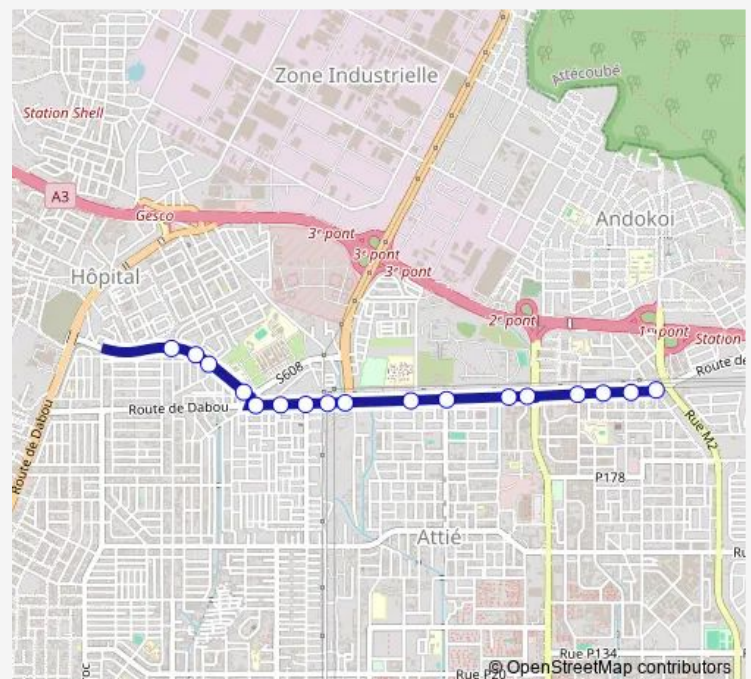 Zone Industrielle
Attécoubé
Station Shell
A3
Gesco
3ᵉ pont
3ᵉ pont
3ᵉ pont
Andokoi
Hôpital
2ᵉ pont
1ᵉʳ pont
Station
S608
Route de
Route de Dabou
Route de Dabou
Rue M2
P178
Attié
Ru
Rue P134
Rue P20
© OpenStreetMap contributors